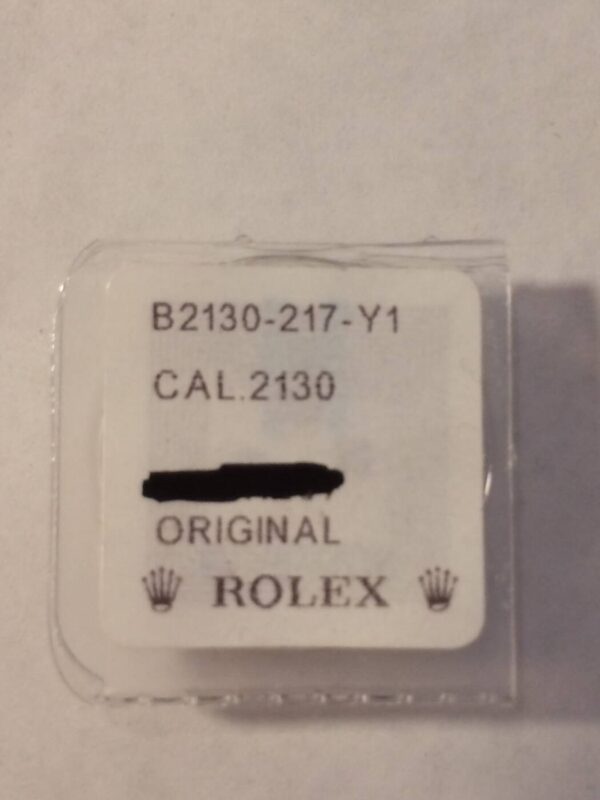 B2130-217-Y1
CAL.2130
ORIGINAL
ROLEX